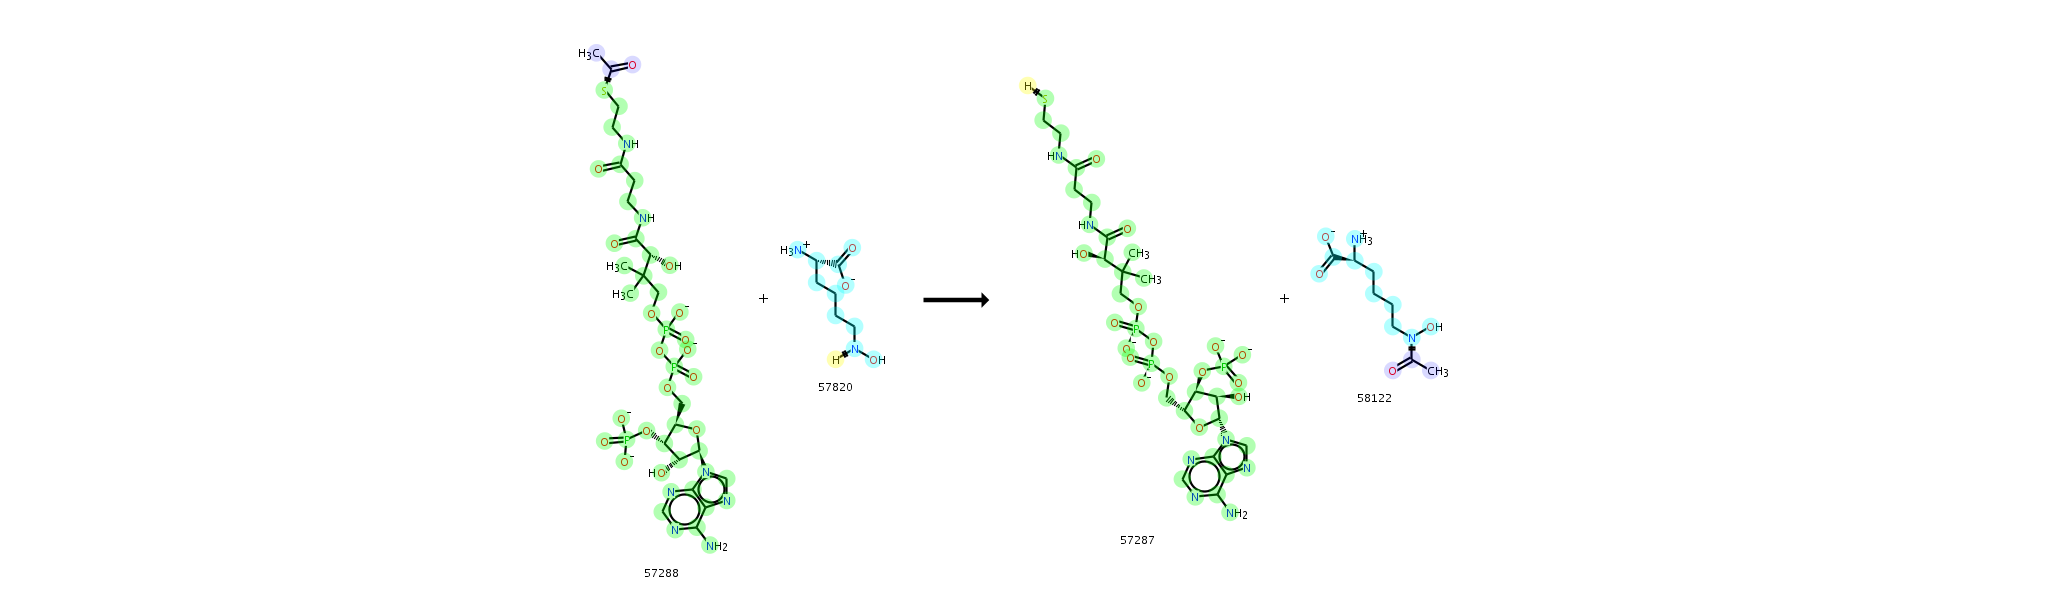 H3C
O
S
NH
O
NH
O
H3C OH
H3C
O O-
P O
O O-
P
O O
O-
O P O O
O-
HO N
N
N
N
NH2
57288
+
H3N+ O
O-
N
H OH
57820
H
S
HN O
HN O
HO CH3
CH3
O
O P
O
O-
O P
O- O
O- O-
O P
O
OH
O
N
N
N
N
NH2
57287
+
O- NH3+
O
OH
N
O CH3
58122